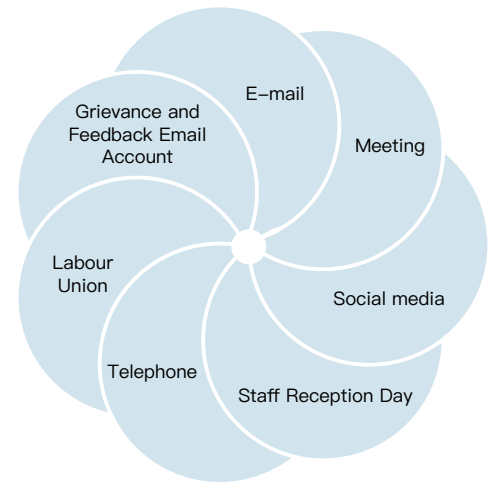 E-mail
Meeting
Social media
Staff Reception Day
Telephone
Labour
Union
Grievance and
Feedback Email
Account